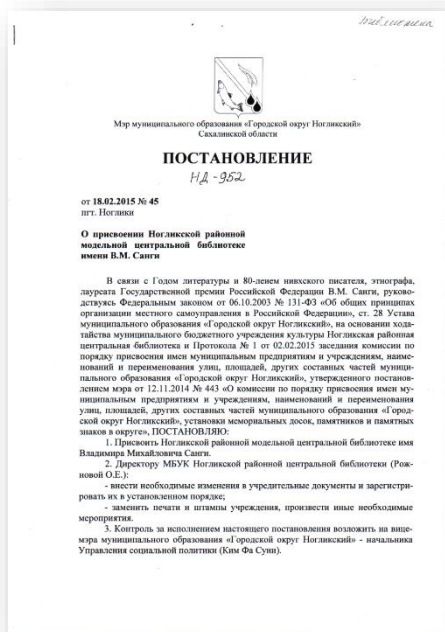 Мэр муниципального образования «Городской округ Ногликский»
Сахалинской области
ПОСТАНОВЛЕНИЕ
НД-952
от 18.02.2015 № 45
пгт. Ноглики
О присвоении Ногликской районной
модельной центральной библиотеке
имени В.М. Санги
В связи с Годом литературы и 80-летием нивхского писателя, этнографа,
лауреата Государственной премии Российской Федерации В.М. Санги, руково-
дствуясь Федеральным законом от 06.10.2003 № 131-ФЗ «Об общих принципах
организации местного самоуправления в Российской Федерации», ст. 28 Устава
муниципального образования «Городской округ Ногликский», на основании хода-
тайства муниципального бюджетного учреждения культуры Ногликская районная
центральная библиотека и Протокола № 1 от 02.02.2015 заседания комиссии по
порядку присвоения имен муниципальным предприятиям и учреждениям, наиме-
нований и переименования улиц, площадей, других составных частей муници-
пального образования «Городской округ Ногликский», утвержденного постанов-
лением мэра от 12.11.2014 № 443 «О комиссии по порядку присвоения имен му-
ниципальным предприятиям и учреждениям, наименований и переименования
улиц, площадей, других составных частей муниципального образования «Город-
ской округ Ногликский», установки мемориальных досок, памятников и памятных
знаков в округе», ПОСТАНОВЛЯЮ:
1. Присвоить Ногликской районной модельной центральной библиотеке имя
Владимира Михайловича Санги.
2. Директору МБУК Ногликской районной центральной библиотеки (Рож-
новой О.Е.):
- внести необходимые изменения в учредительные документы и зарегистри-
ровать их в установленном порядке;
- заменить печати и штампы учреждения, произвести иные необходимые
мероприятия.
3. Контроль за исполнением настоящего постановления возложить на вице-
мэра муниципального образования «Городской округ Ногликский» - начальника
Управления социальной политики (Ким Фа Суни).